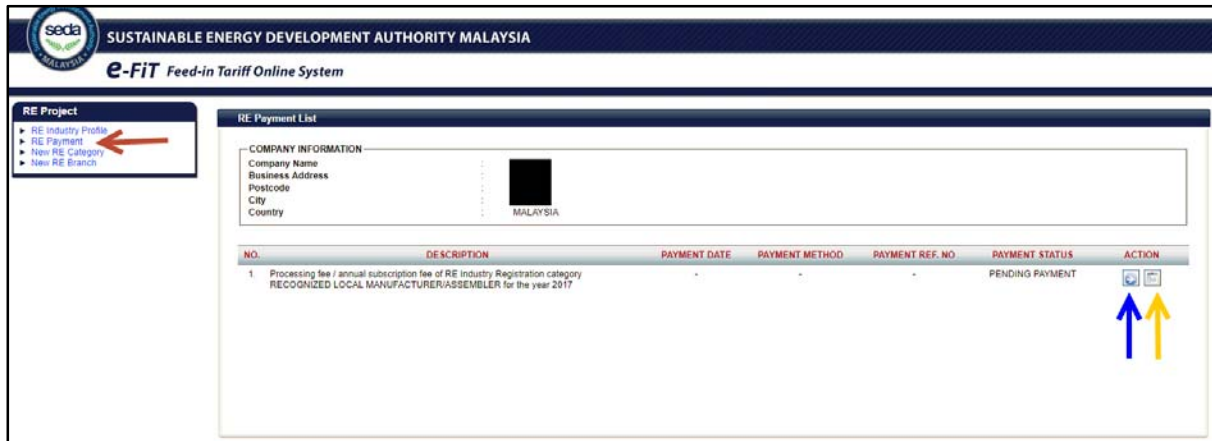 seda
MALAYSIA
SUSTAINABLE ENERGY DEVELOPMENT AUTHORITY MALAYSIA
e-FiT Feed-in Tariff Online System
RE Project
RE Industry Profile
RE Payment
New RE Category
New RE Branch
RE Payment List
COMPANY INFORMATION
Company Name :
Business Address :
Postcode :
City :
Country : MALAYSIA
NO. DESCRIPTION PAYMENT DATE PAYMENT METHOD PAYMENT REF. NO PAYMENT STATUS ACTION
1 Processing fee / annual subscription fee of RE Industry Registration category - - - PENDING PAYMENT
RECOGNIZED LOCAL MANUFACTURER/ASSEMBLER for the year 2017